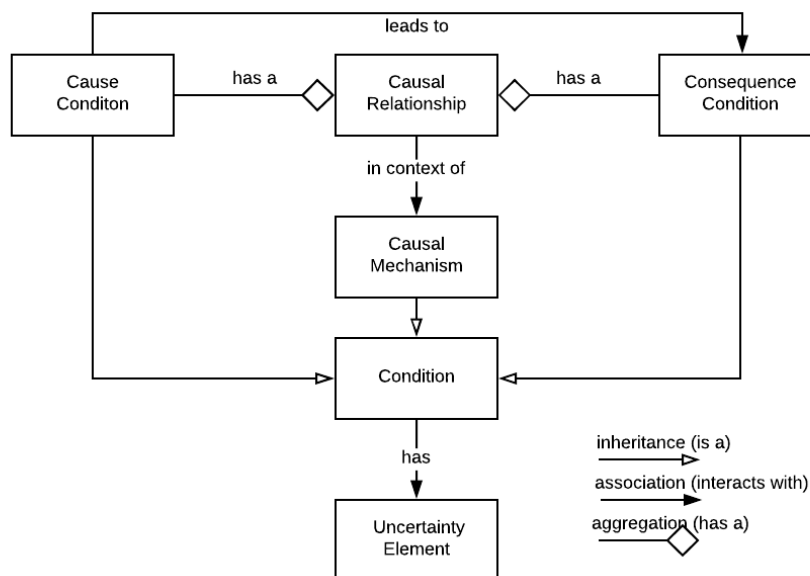 leads to
Cause
Conditon
has a
Causal
Relationship
has a
Consequence
Condition
in context of
Causal
Mechanism
Condition
has
Uncertainty
Element
inheritance (is a)
association (interacts with)
aggregation (has a)